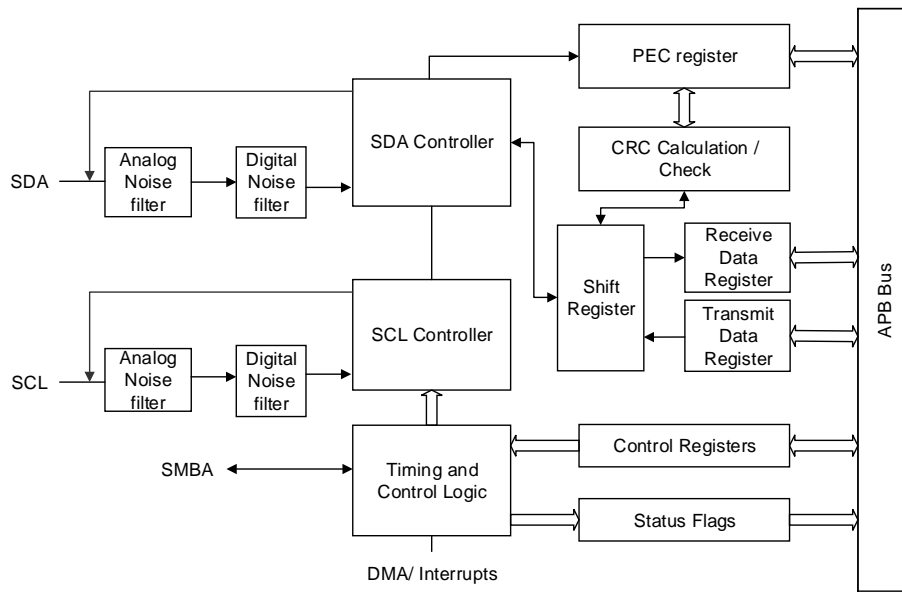 PEC register
SDA Controller
CRC Calculation /
Check
SDA
Analog
Noise
filter
Digital
Noise
filter
Receive
Data
Register
Shift
Register
APB Bus
SCL Controller
Transmit
Data
Register
SCL
Analog
Noise
filter
Digital
Noise
filter
Control Registers
SMBA
Timing and
Control Logic
Status Flags
DMA/ Interrupts